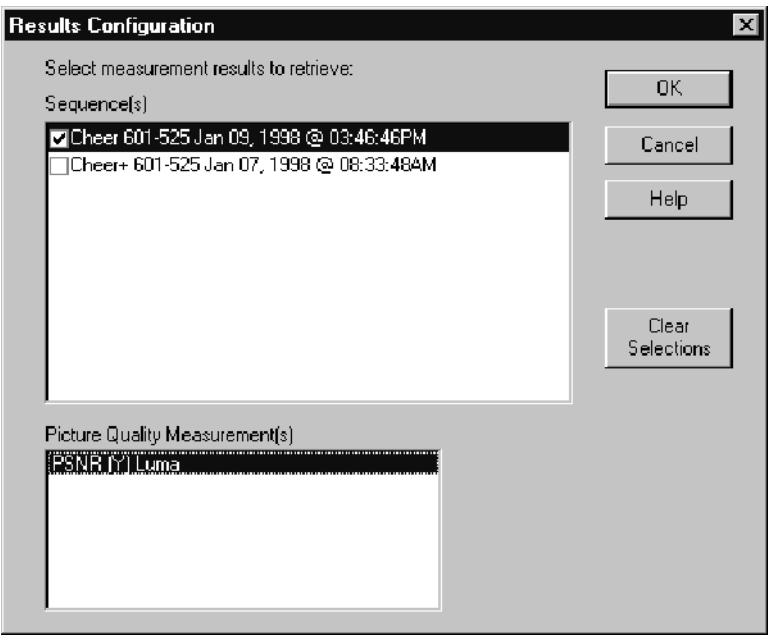 Results Configuration
Select measurement results to retrieve:
Sequence(s)
Cheer 601-525 Jan 09, 1998 @ 03:46:46PM
Cheer+ 601-525 Jan 07, 1998 @ 08:33:48AM
OK
Cancel
Help
Clear
Selections
Picture Quality Measurement(s)
PSNR (Y) Luma